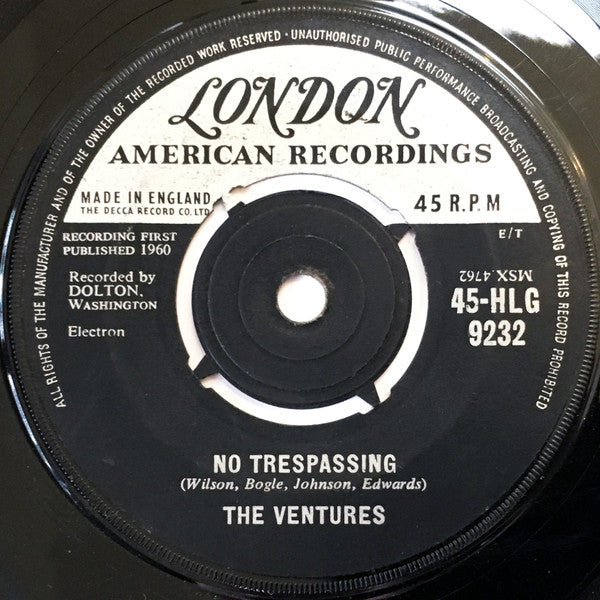 ALL RIGHTS OF THE MANUFACTURER AND OF THE OWNER OF THE RECORDED WORK RESERVED · UNAUTHORISED PUBLIC PERFORMANCE BROADCASTING AND COPYING OF THIS RECORD PROHIBITED
LONDON
AMERICAN RECORDINGS
MADE IN ENGLAND
THE DECCA RECORD CO. LTD.
45 R.P.M
RECORDING FIRST
PUBLISHED 1960
E/T
Recorded by
DOLTON,
WASHINGTON
Electron
MSX.4762
45-HLG
9232
NO TRESPASSING
(Wilson, Bogle, Johnson, Edwards)
THE VENTURES